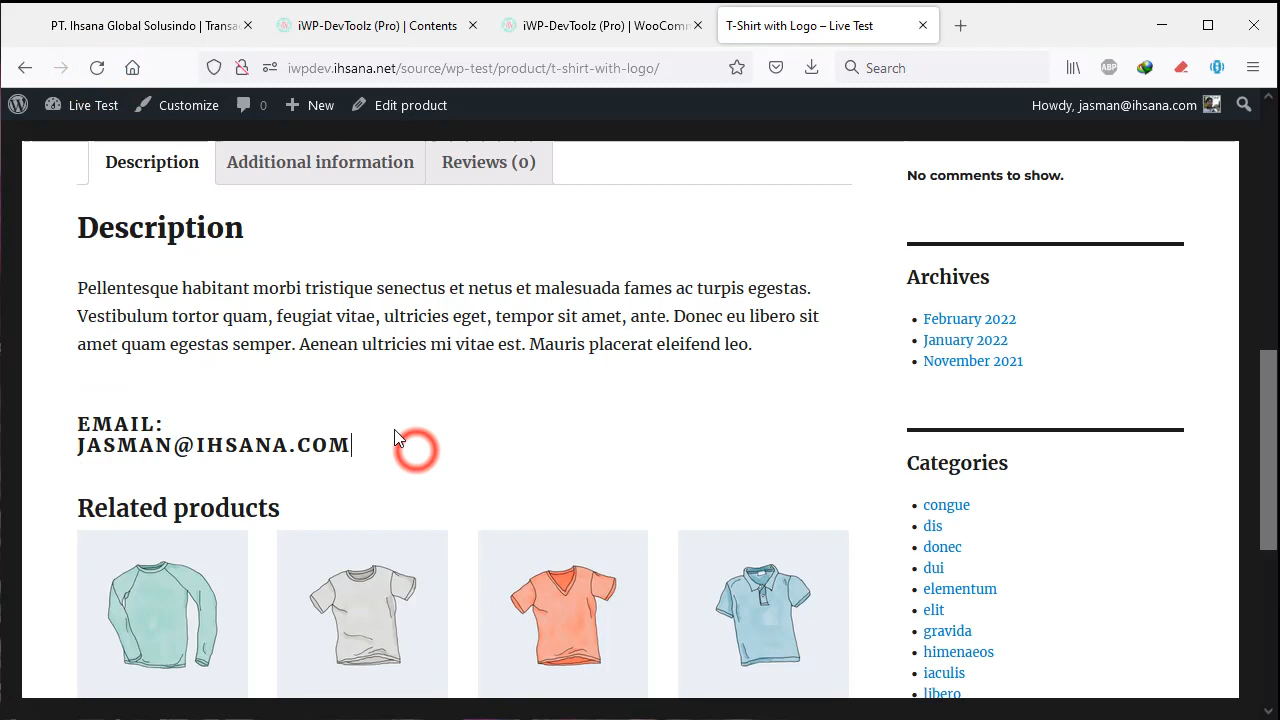 PT. Ihsana Global Solusindo | Transa
iWP-DevToolz (Pro) | Contents
iWP-DevToolz (Pro) | WooComm
T-Shirt with Logo – Live Test
iwpdev.ihsana.net/source/wp-test/product/t-shirt-with-logo/
Search
ABP
Live Test
Customize
0
New
Edit product
Howdy, jasman@ihsana.com
Description
Additional information
Reviews (0)
Description
Pellentesque habitant morbi tristique senectus et netus et malesuada fames ac turpis egestas.
Vestibulum tortor quam, feugiat vitae, ultricies eget, tempor sit amet, ante. Donec eu libero sit
amet quam egestas semper. Aenean ultricies mi vitae est. Mauris placerat eleifend leo.
EMAIL:
JASMAN@IHSANA.COM
Related products
No comments to show.
Archives
February 2022
January 2022
November 2021
Categories
congue
dis
donec
dui
elementum
elit
gravida
himenaeos
iaculis
libero